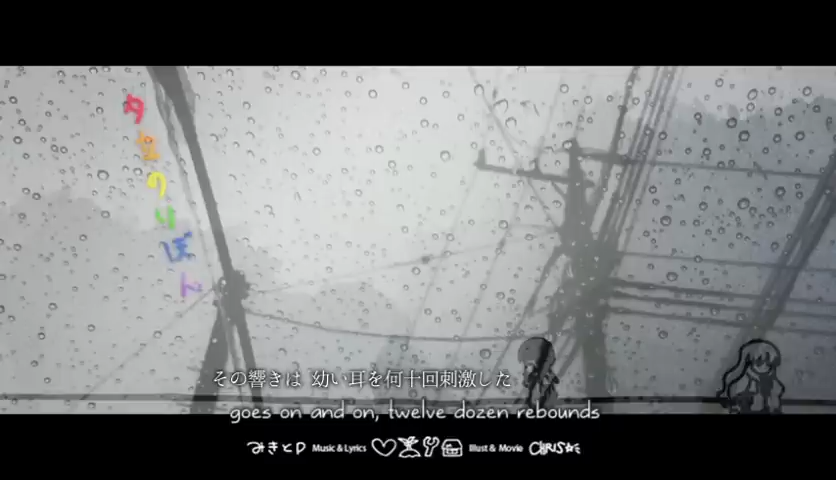 夕立のりぼん
その響きは 幼い耳を何十回刺激した
goes on and on, twelve dozen rebounds
みきとP Music & Lyrics Illust & Movie CHRIS